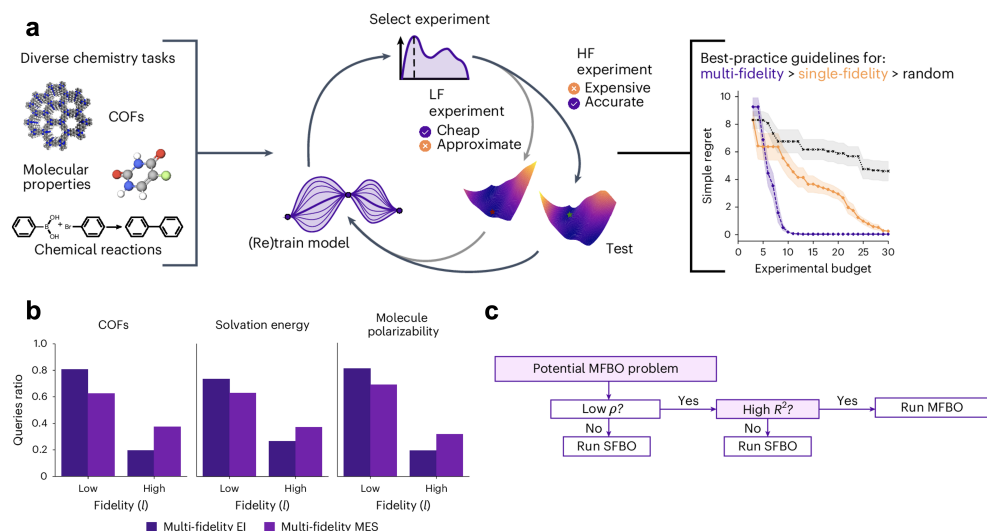 a
Diverse chemistry tasks
COFs
Molecular
properties
OH
B
OH
+
Br
Chemical reactions
Select experiment
LF
experiment
Cheap
Approximate
HF
experiment
Expensive
Accurate
(Re)train model
Test
Best-practice guidelines for:
multi-fidelity > single-fidelity > random
Simple regret
10
8
6
4
2
0
0 5 10 15 20 25 30
Experimental budget
b
COFs
Solvation energy
Molecule
polarizability
Queries ratio
1.0
0.8
0.6
0.4
0.2
0
Low High
Fidelity (l)
Low High
Fidelity (l)
Low High
Fidelity (l)
Multi-fidelity EI
Multi-fidelity MES
c
Potential MFBO problem
Low ρ?
Yes
High R²?
Yes
Run MFBO
No
Run SFBO
No
Run SFBO